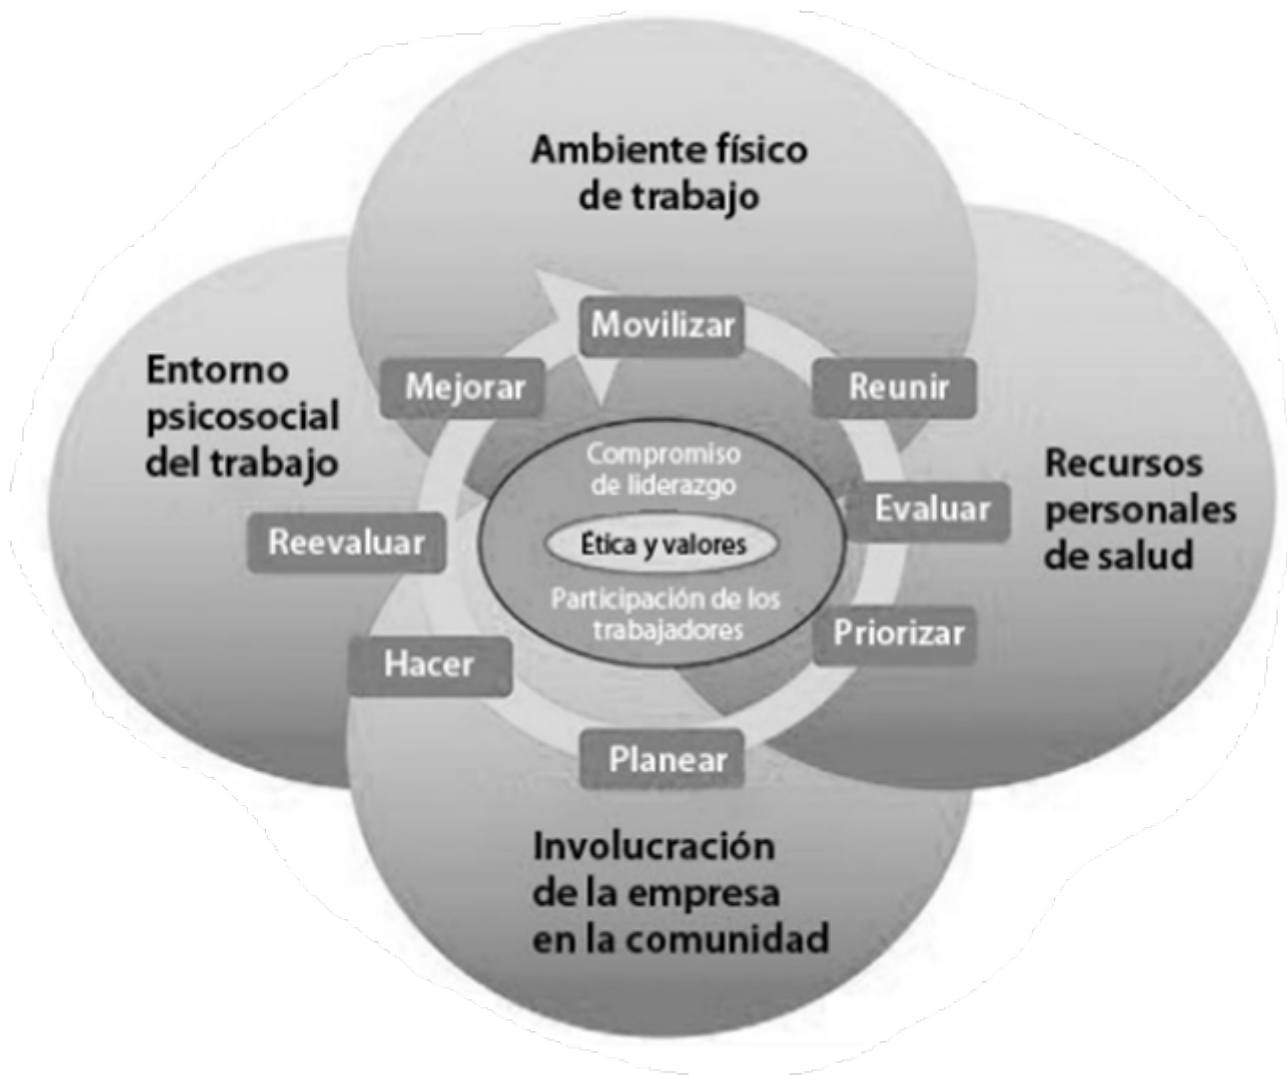 Ambiente físico
de trabajo
Movilizar
Mejorar
Reunir
Entorno
psicosocial
del trabajo
Compromiso
de liderazgo
Recursos
personales
de salud
Evaluar
Reevaluar
Ética y valores
Participación de los
trabajadores
Priorizar
Hacer
Planear
Involucración
de la empresa
en la comunidad